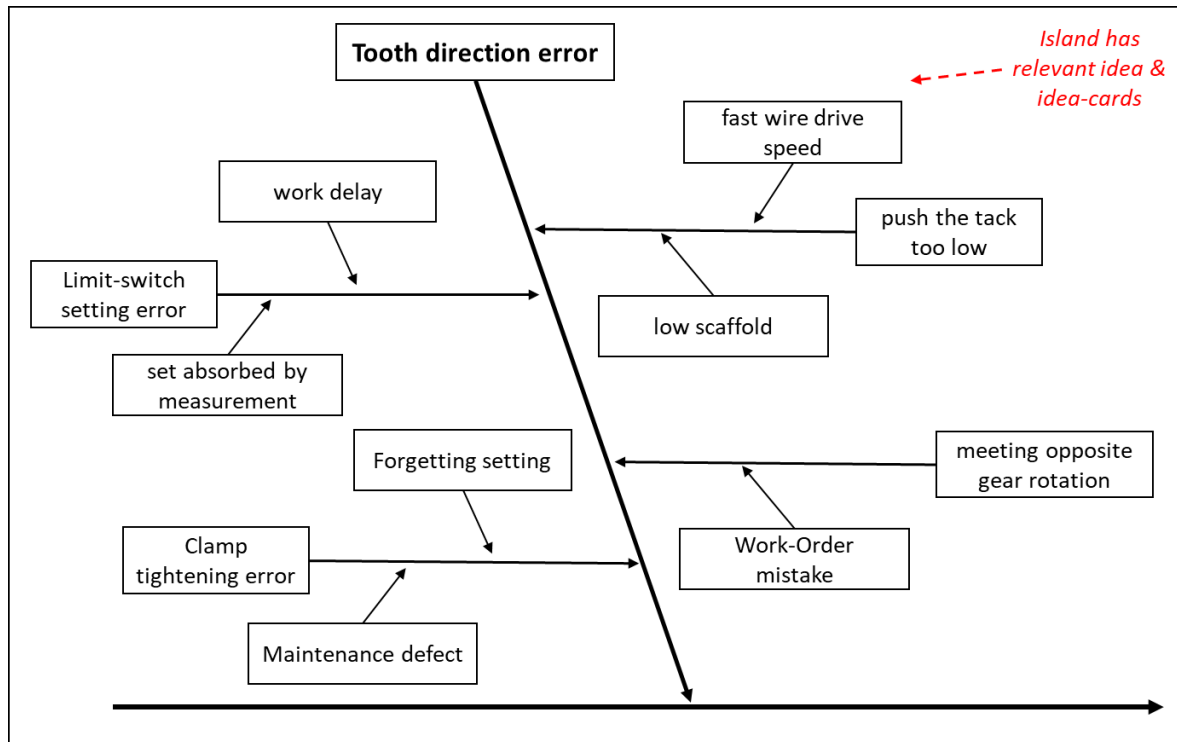 Tooth direction error
Island has
relevant idea &
idea-cards
fast wire drive
speed
work delay
push the tack
too low
Limit-switch
setting error
low scaffold
set absorbed by
measurement
Forgetting setting
meeting opposite
gear rotation
Clamp
tightening error
Work-Order
mistake
Maintenance defect